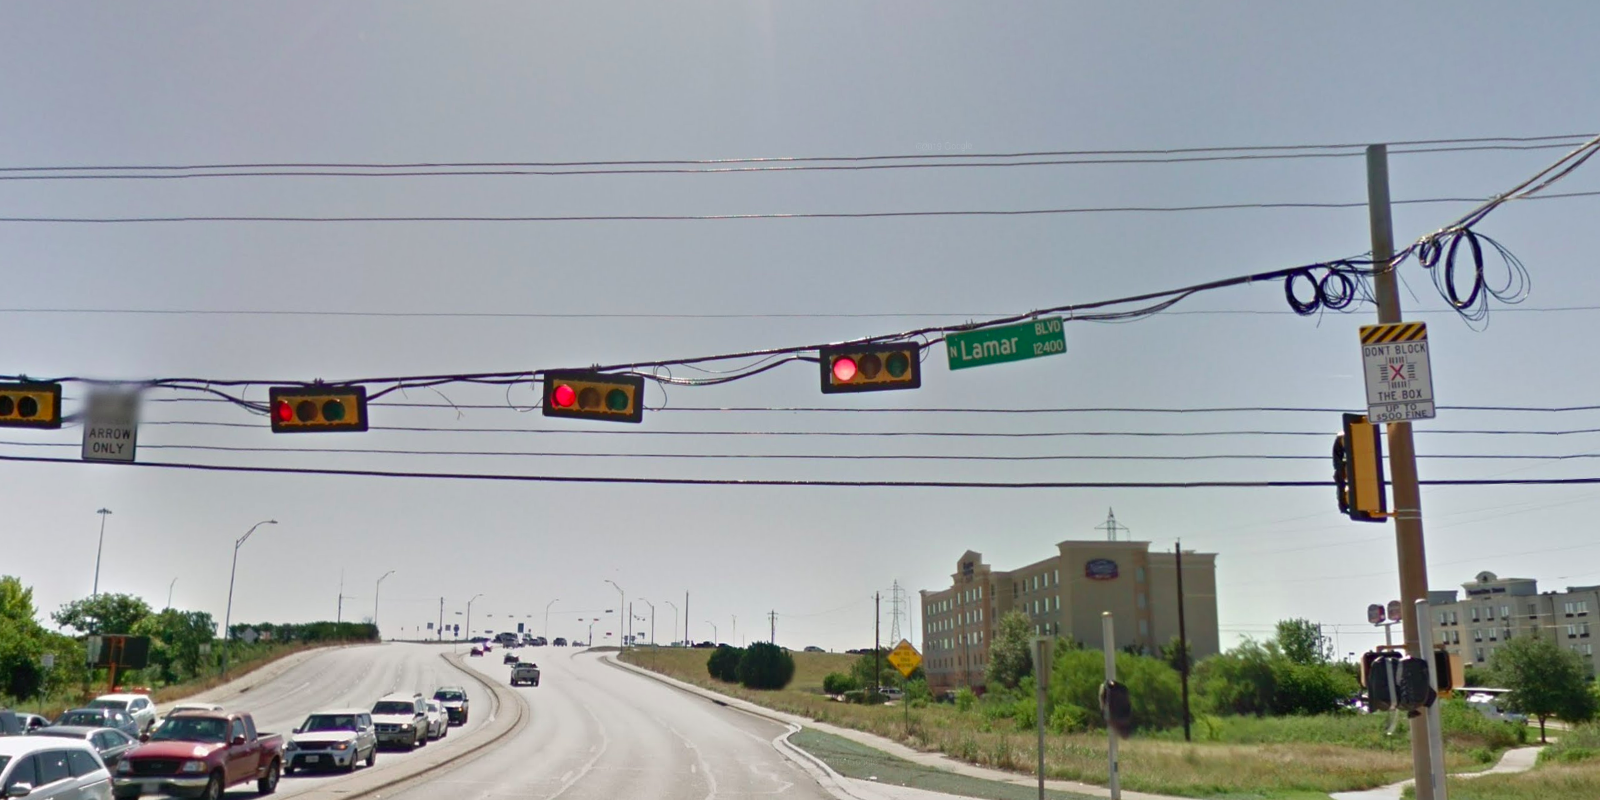 N Lamar BLVD
12400
DONT BLOCK
THE BOX
UP TO
$500 FINE
ARROW
ONLY